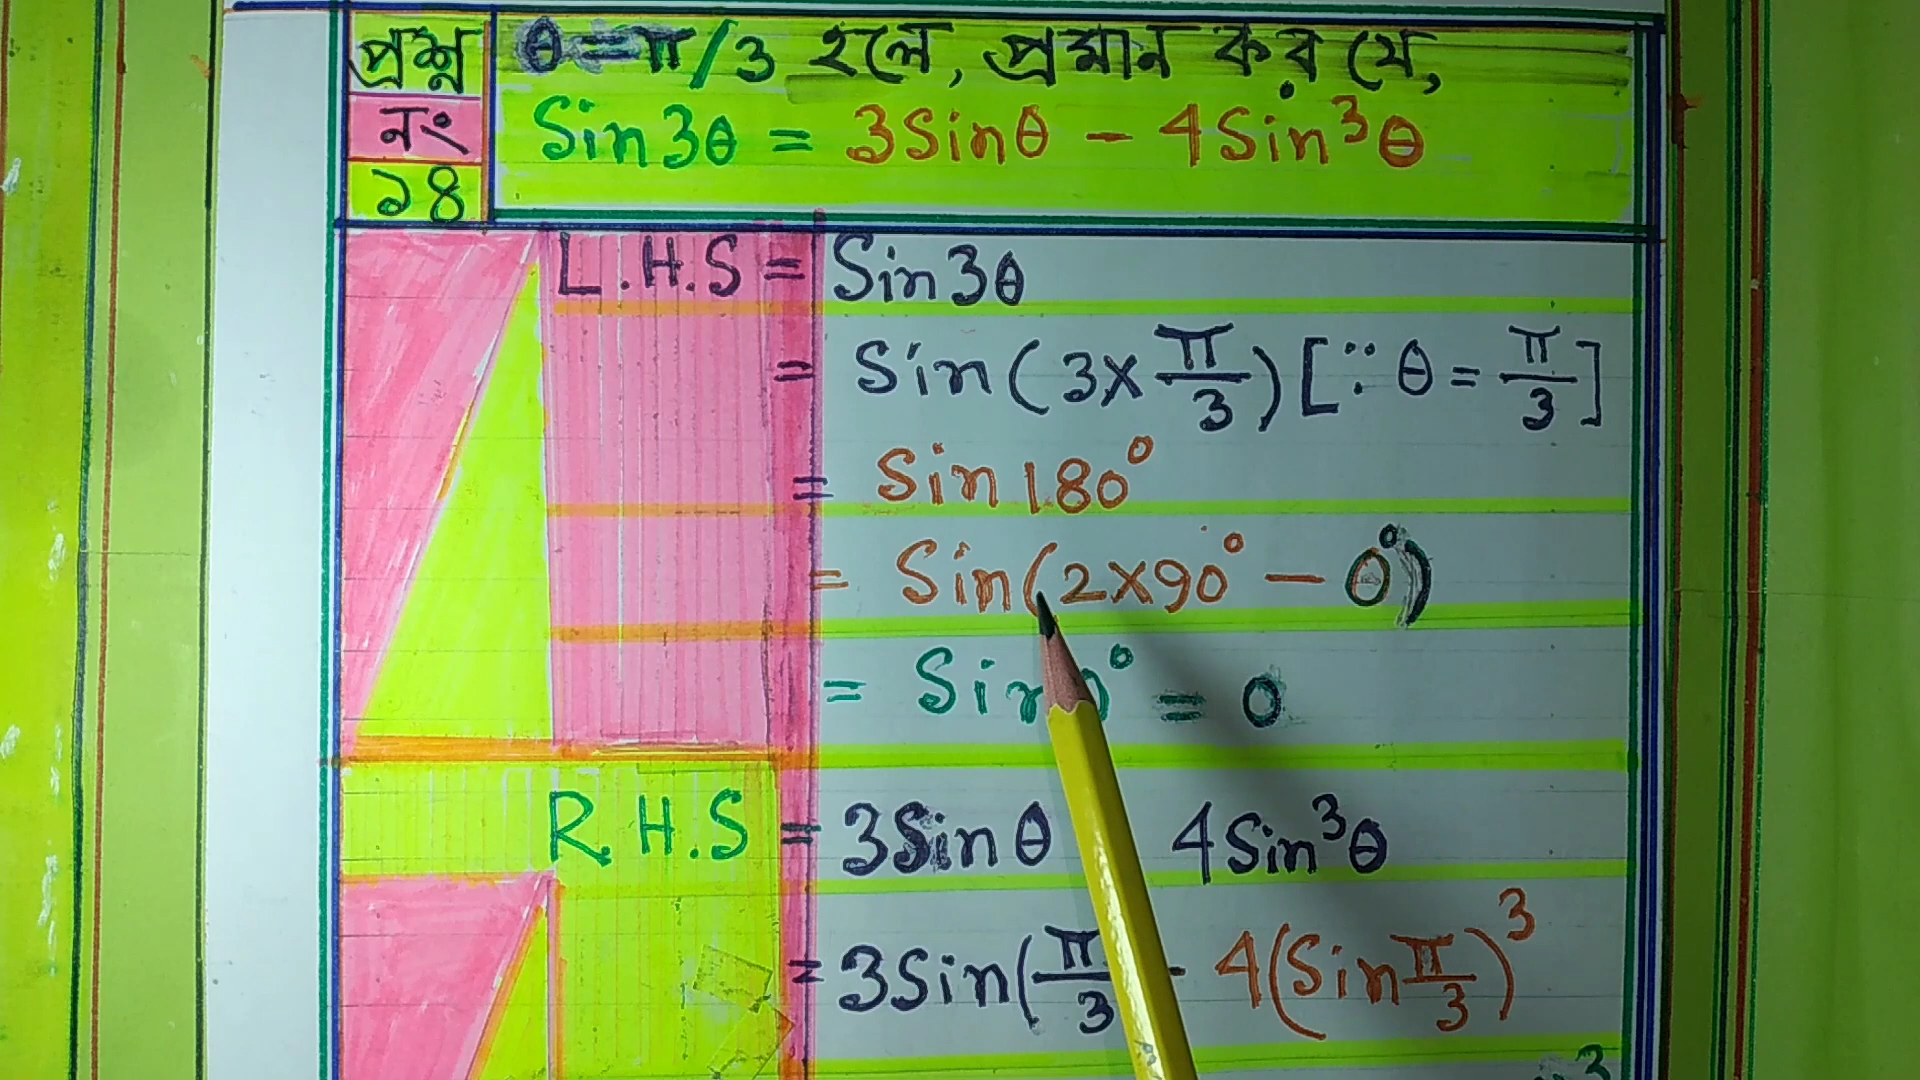 প্রশ্ন নং ১৪
θ = π/3 হলে, প্রমান কর যে,
Sin3θ = 3Sinθ − 4Sin³θ
L.H.S = Sin3θ
= Sin(3×π/3) [∵ θ = π/3]
= Sin180°
= Sin(2×90° − 0°)
= Sin0° = 0
R.H.S = 3Sinθ 4Sin³θ
= 3Sin(π/3 - 4(Sinπ/3)³